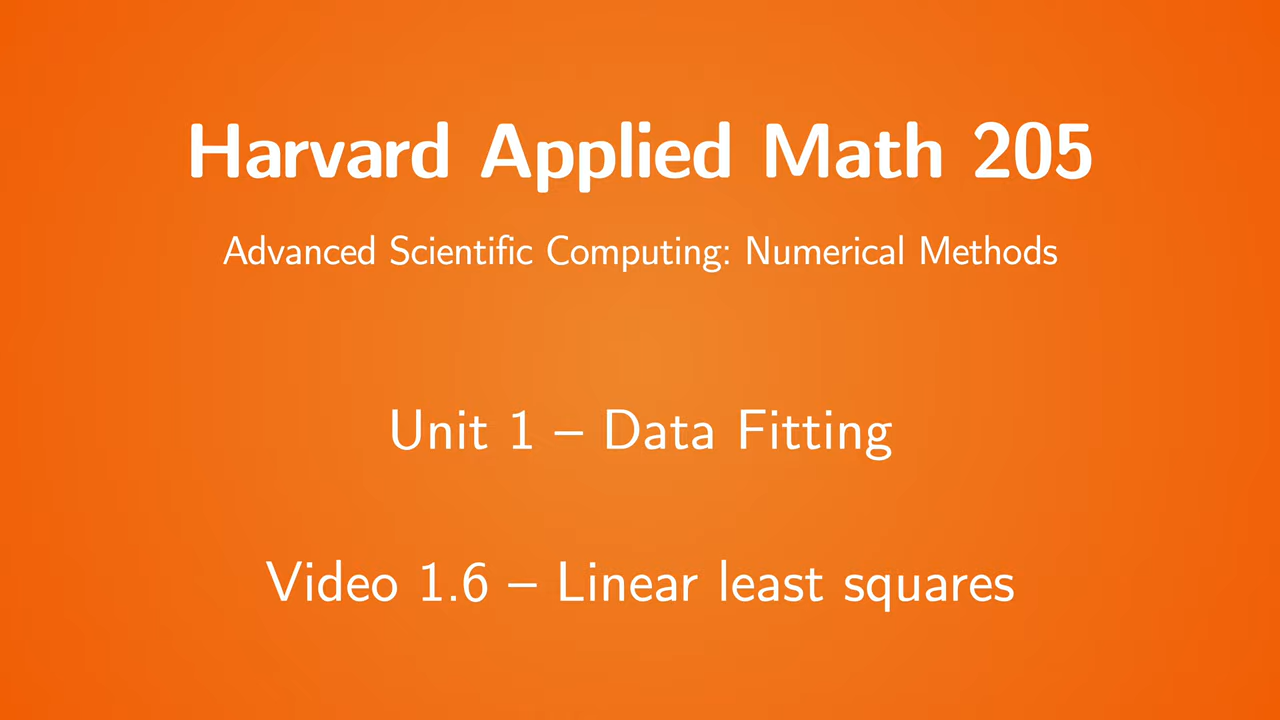 Harvard Applied Math 205
Advanced Scientific Computing: Numerical Methods
Unit 1 – Data Fitting
Video 1.6 – Linear least squares